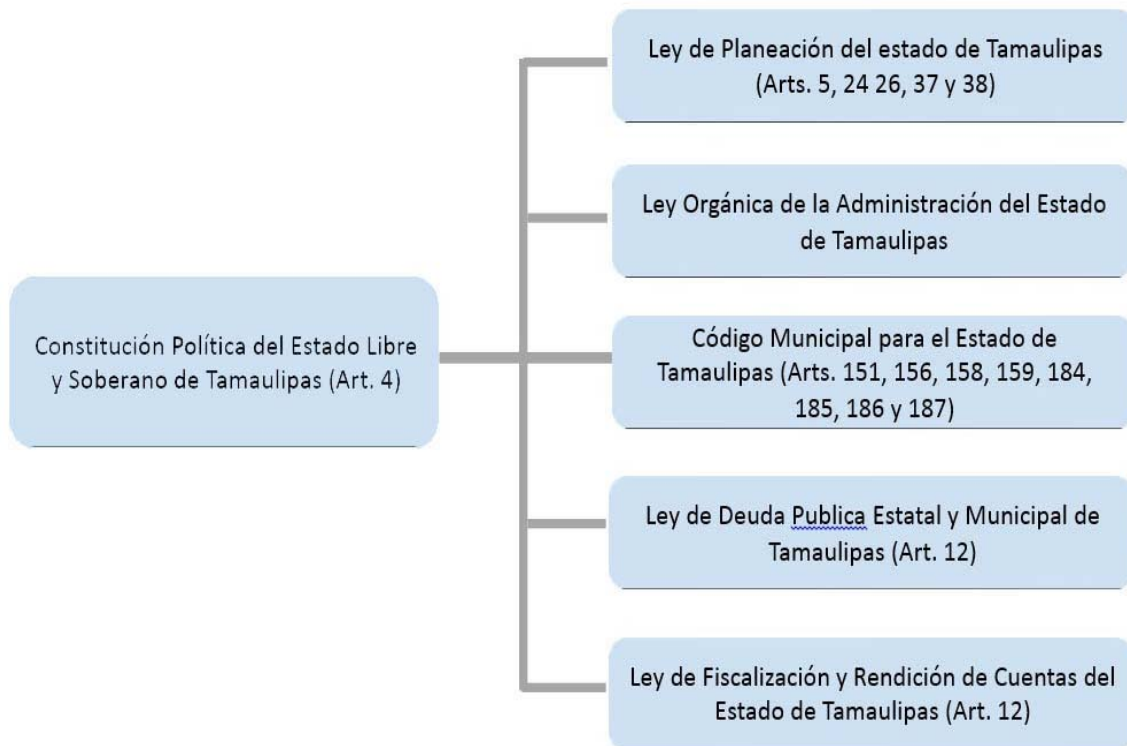 Constitución Política del Estado Libre
y Soberano de Tamaulipas (Art. 4)
Ley de Planeación del estado de Tamaulipas
(Arts. 5, 24 26, 37 y 38)
Ley Orgánica de la Administración del Estado
de Tamaulipas
Código Municipal para el Estado de
Tamaulipas (Arts. 151, 156, 158, 159, 184,
185, 186 y 187)
Ley de Deuda Publica Estatal y Municipal de
Tamaulipas (Art. 12)
Ley de Fiscalización y Rendición de Cuentas del
Estado de Tamaulipas (Art. 12)